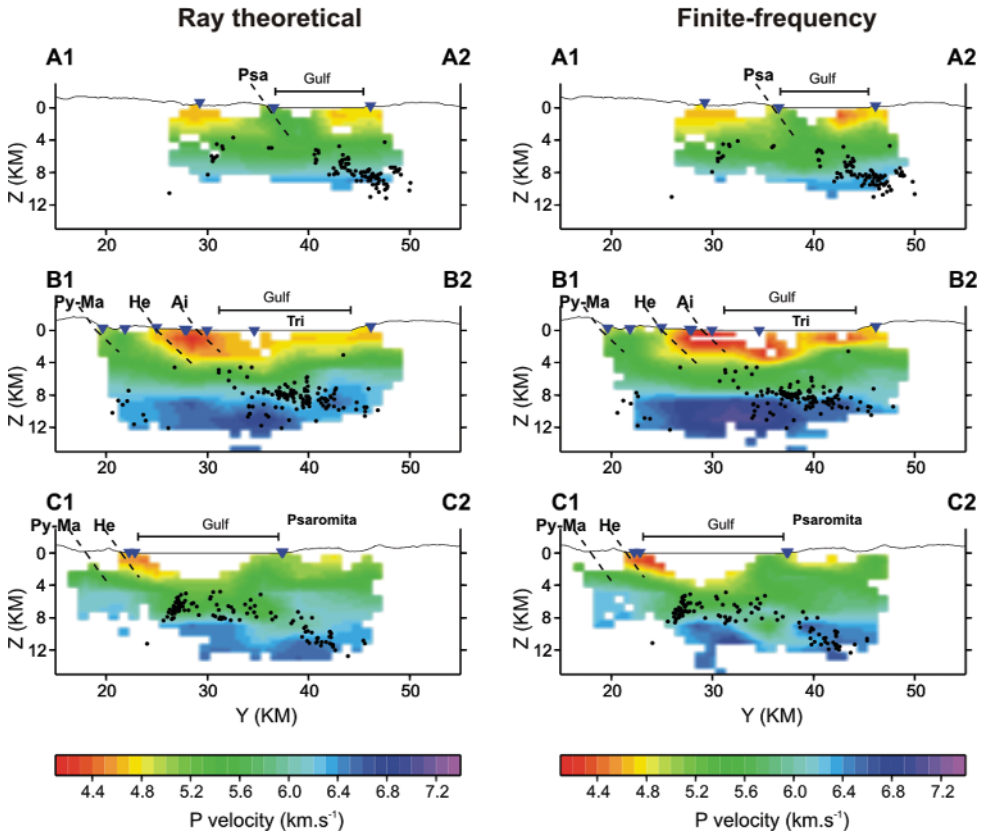 Ray theoretical
Finite-frequency
A1 A2
Psa
Gulf
0
4
8
12
Z (KM)
20 30 40 50
A1 A2
Psa
Gulf
0
4
8
12
Z (KM)
20 30 40 50
B1 B2
Py-Ma He Ai
Gulf
Tri
0
4
8
12
Z (KM)
20 30 40 50
B1 B2
Py-Ma He Ai
Gulf
Tri
0
4
8
12
Z (KM)
20 30 40 50
C1 C2
Py-Ma He
Gulf
Psaromita
0
4
8
12
Z (KM)
20 30 40 50
Y (KM)
C1 C2
Py-Ma He
Gulf
Psaromita
0
4
8
12
Z (KM)
20 30 40 50
Y (KM)
4.4 4.8 5.2 5.6 6.0 6.4 6.8 7.2
P velocity (km.s⁻¹)
4.4 4.8 5.2 5.6 6.0 6.4 6.8 7.2
P velocity (km.s⁻¹)